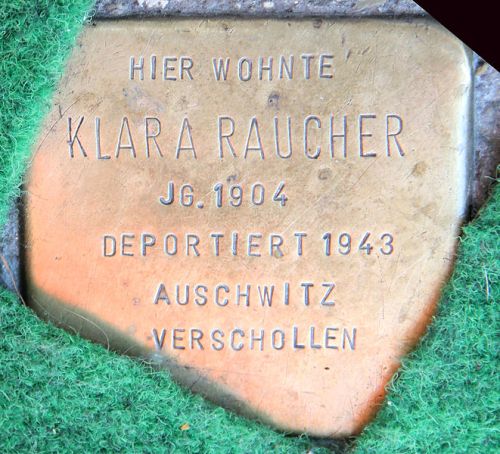 HIER WOHNTE
KLARA RAUCHER
JG. 1904
DEPORTIERT 1943
AUSCHWITZ
VERSCHOLLEN